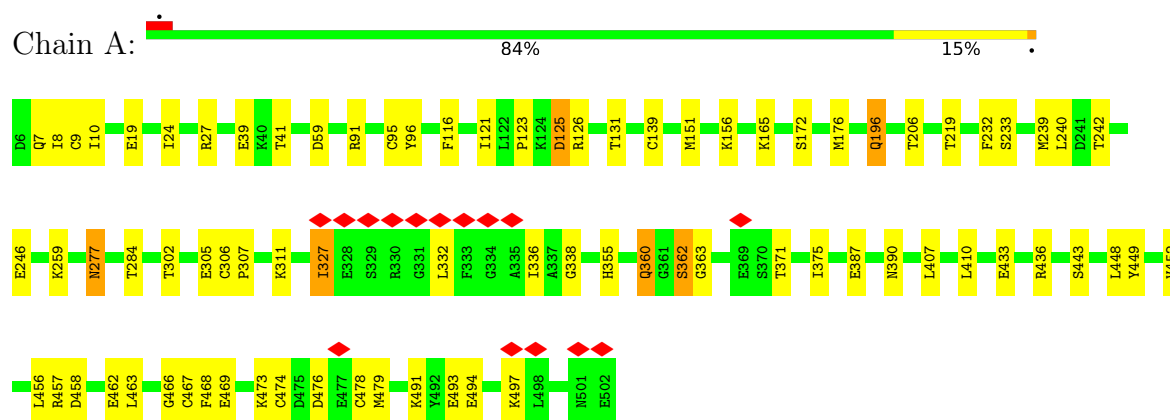 Chain A:
84% 15%
D6 Q7 I8 C9 I10 E19 I24 R27 E39 K40 T41 D59 R91 C95 Y96 F116 I121 L122 P123 K124 D125 R126 T131 C139 M151 K156 K165 S172 M176 Q196 T206 T219 F232 S233 M239 L240 D241 T242
E246 K259 N277 T284 T302 E305 C306 P307 K311 I327 E328 S329 R330 G331 L332 F333 G334 A335 I336 A337 G338 H355 Q360 G361 S362 G363 E369 S370 T371 I375 E387 N390 L407 L410 E433 R436 S443 L448 Y449
L456 R457 D458 E462 L463 G466 C467 F468 E469 K473 C474 D475 D476 E477 C478 M479 K491 Y492 E493 E494 K497 L498 N501 E502